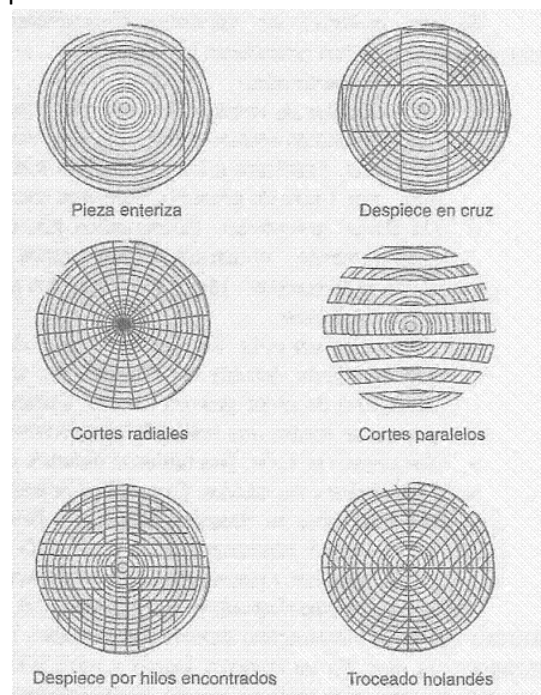 Pieza enteriza
Despiece en cruz
Cortes radiales
Cortes paralelos
Despiece por hilos encontrados
Troceado holandés